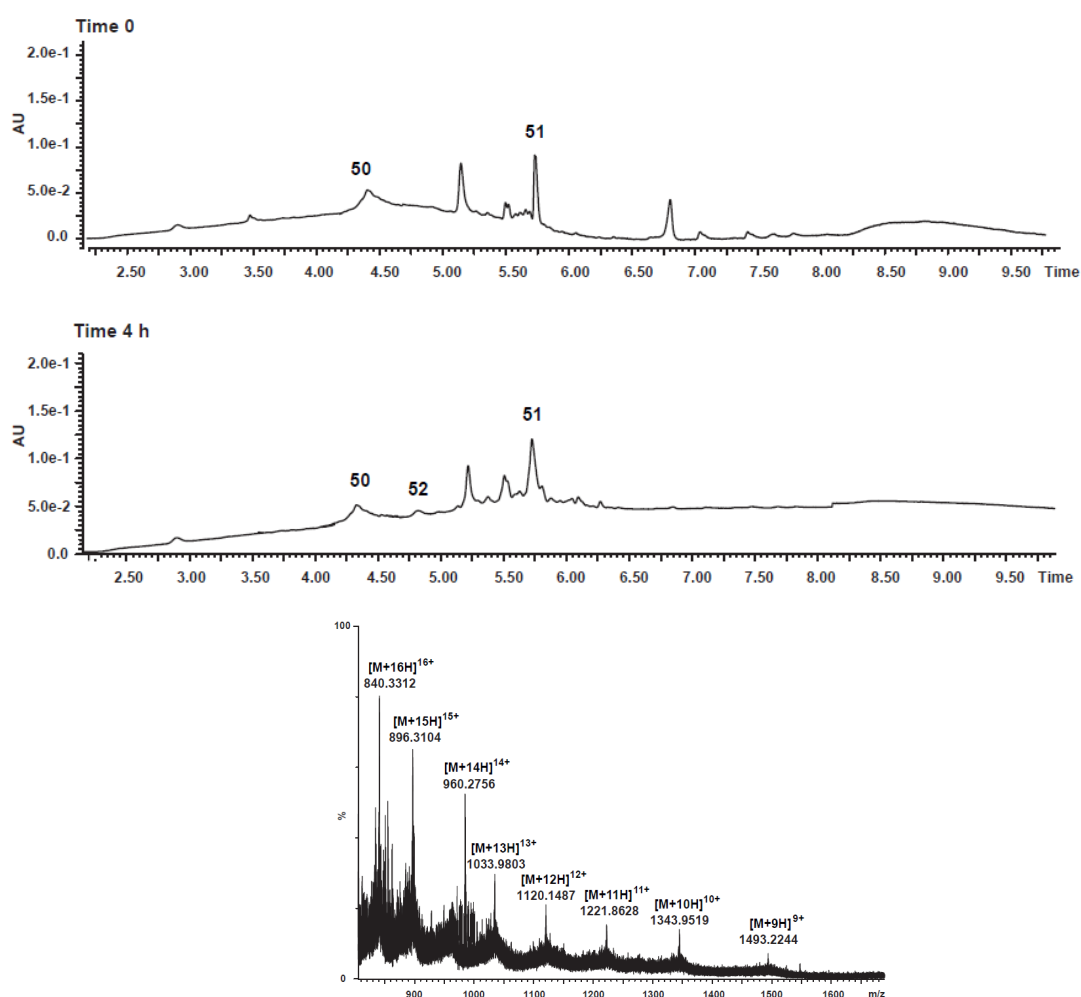 Time 0
2.0e-1
1.5e-1
1.0e-1
5.0e-2
0.0
AU
50
51
2.50 3.00 3.50 4.00 4.50 5.00 5.50 6.00 6.50 7.00 7.50 8.00 8.50 9.00 9.50 Time
Time 4 h
2.0e-1
1.5e-1
1.0e-1
5.0e-2
0.0
AU
50
52
51
2.50 3.00 3.50 4.00 4.50 5.00 5.50 6.00 6.50 7.00 7.50 8.00 8.50 9.00 9.50 Time
100
%
0
[M+16H]16+
840.3312
[M+15H]15+
896.3104
[M+14H]14+
960.2756
[M+13H]13+
1033.9803
[M+12H]12+
1120.1487
[M+11H]11+
1221.8628
[M+10H]10+
1343.9519
[M+9H]9+
1493.2244
900 1000 1100 1200 1300 1400 1500 1600 m/z